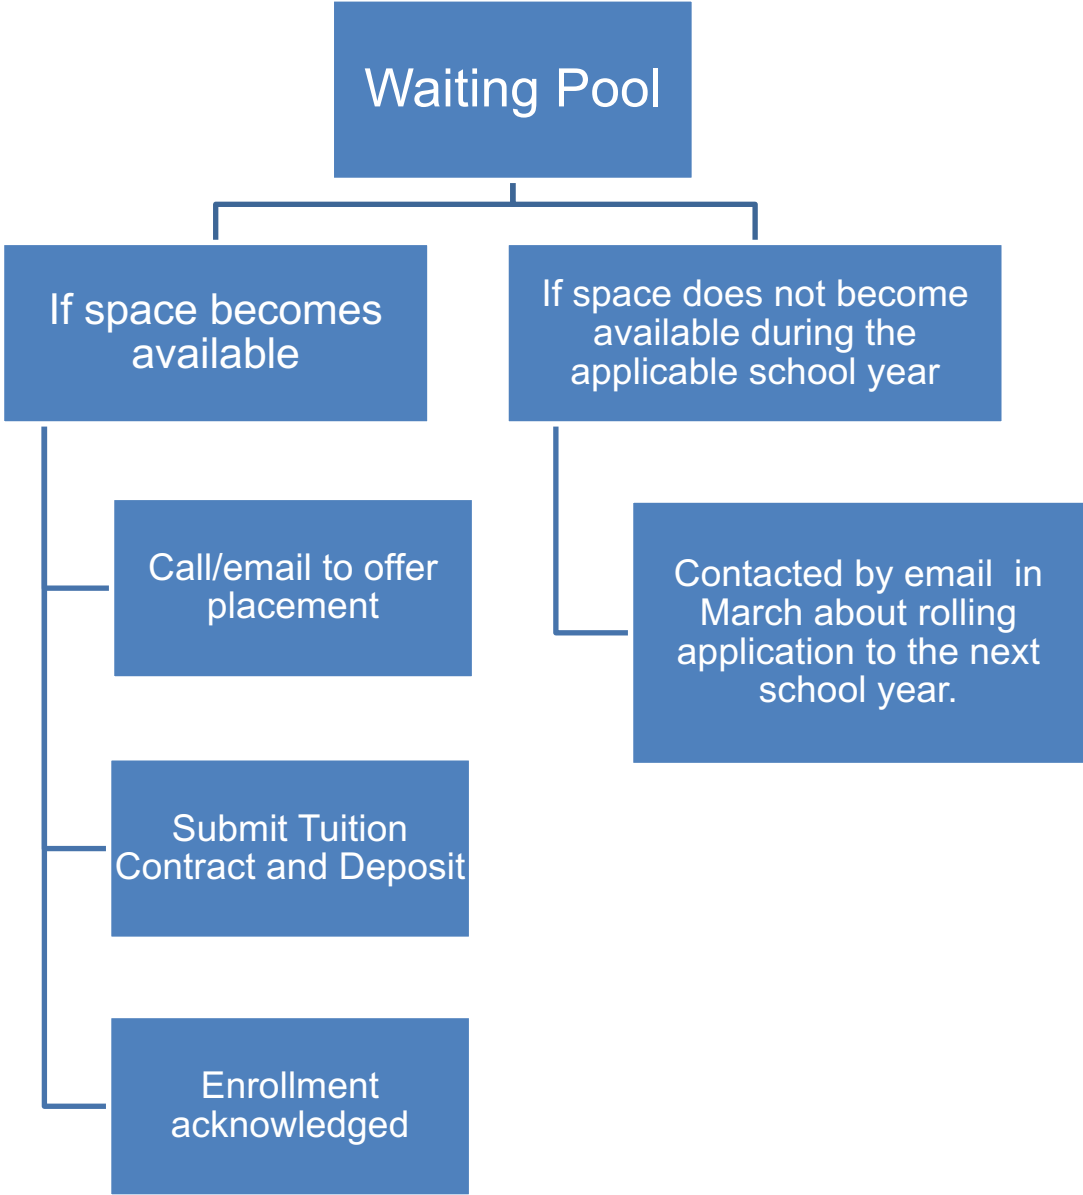 Waiting Pool
If space becomes
available
If space does not become
available during the
applicable school year
Call/email to offer
placement
Contacted by email  in
March about rolling
application to the next
school year.
Submit Tuition
Contract and Deposit
Enrollment
acknowledged